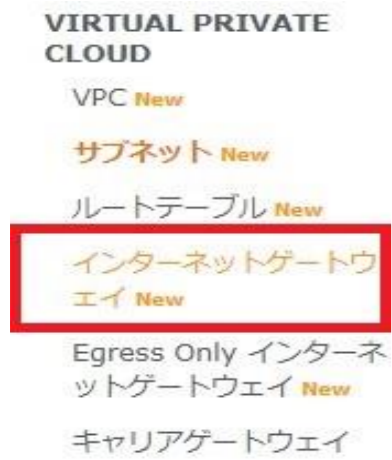 VIRTUAL PRIVATE
CLOUD
VPC New
サブネット New
ルートテーブル New
インターネットゲートウ
ェイ New
Egress Only インターネ
ットゲートウェイ New
キャリアゲートウェイ